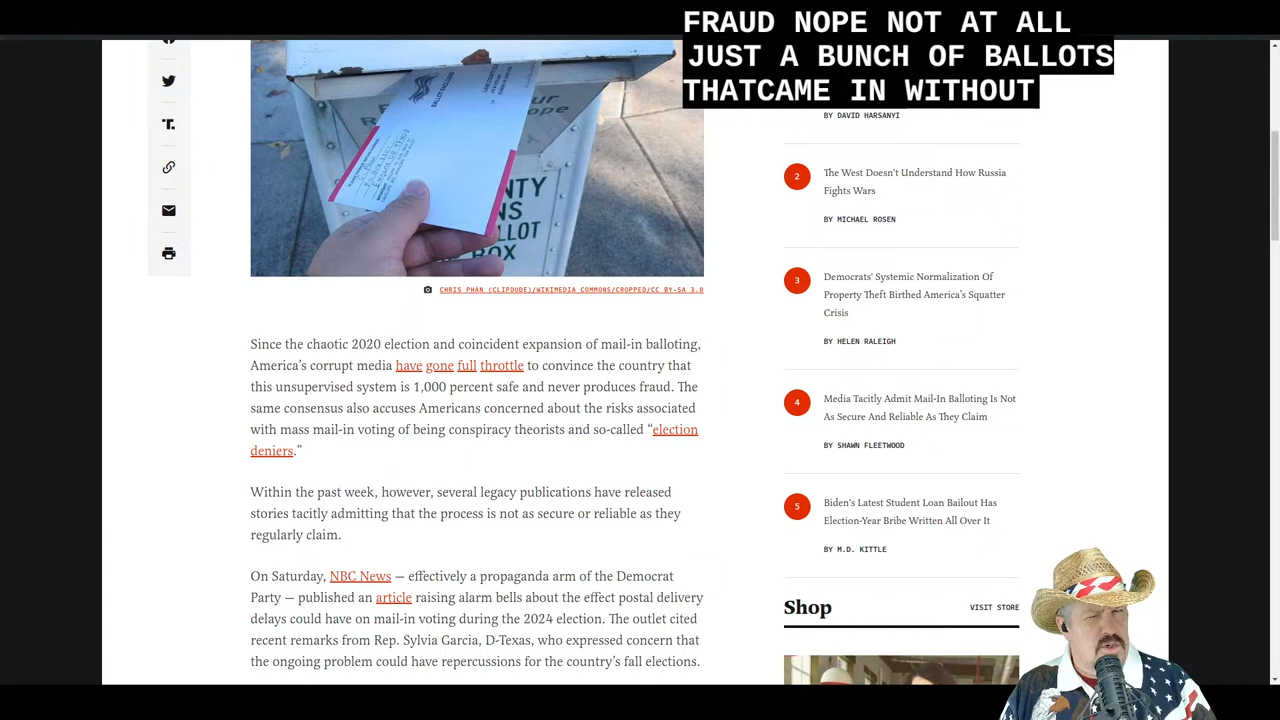 FRAUD NOPE NOT AT ALL
JUST A BUNCH OF BALLOTS
THATCAME IN WITHOUT
CHRIS PHAN (CLIPDUDE)/WIKIMEDIA COMMONS/CROPPED/CC BY-SA 3.0
Since the chaotic 2020 election and coincident expansion of mail-in balloting,
America’s corrupt media have gone full throttle to convince the country that
this unsupervised system is 1,000 percent safe and never produces fraud. The
same consensus also accuses Americans concerned about the risks associated
with mass mail-in voting of being conspiracy theorists and so-called “election
deniers.”
Within the past week, however, several legacy publications have released
stories tacitly admitting that the process is not as secure or reliable as they
regularly claim.
On Saturday, NBC News — effectively a propaganda arm of the Democrat
Party — published an article raising alarm bells about the effect postal delivery
delays could have on mail-in voting during the 2024 election. The outlet cited
recent remarks from Rep. Sylvia Garcia, D-Texas, who expressed concern that
the ongoing problem could have repercussions for the country’s fall elections.
BY DAVID HARSANYI
2
The West Doesn't Understand How Russia
Fights Wars
BY MICHAEL ROSEN
3
Democrats' Systemic Normalization Of
Property Theft Birthed America's Squatter
Crisis
BY HELEN RALEIGH
4
Media Tacitly Admit Mail-In Balloting Is Not
As Secure And Reliable As They Claim
BY SHAWN FLEETWOOD
5
Biden's Latest Student Loan Bailout Has
Election-Year Bribe Written All Over It
BY M.D. KITTLE
Shop
VISIT STORE